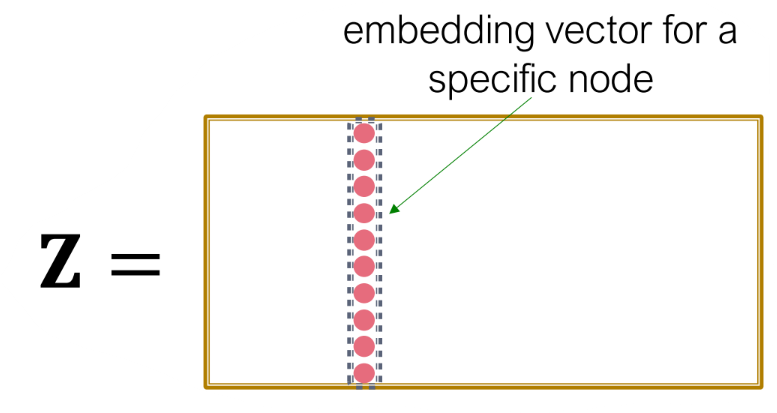 embedding vector for a
specific node
Z =